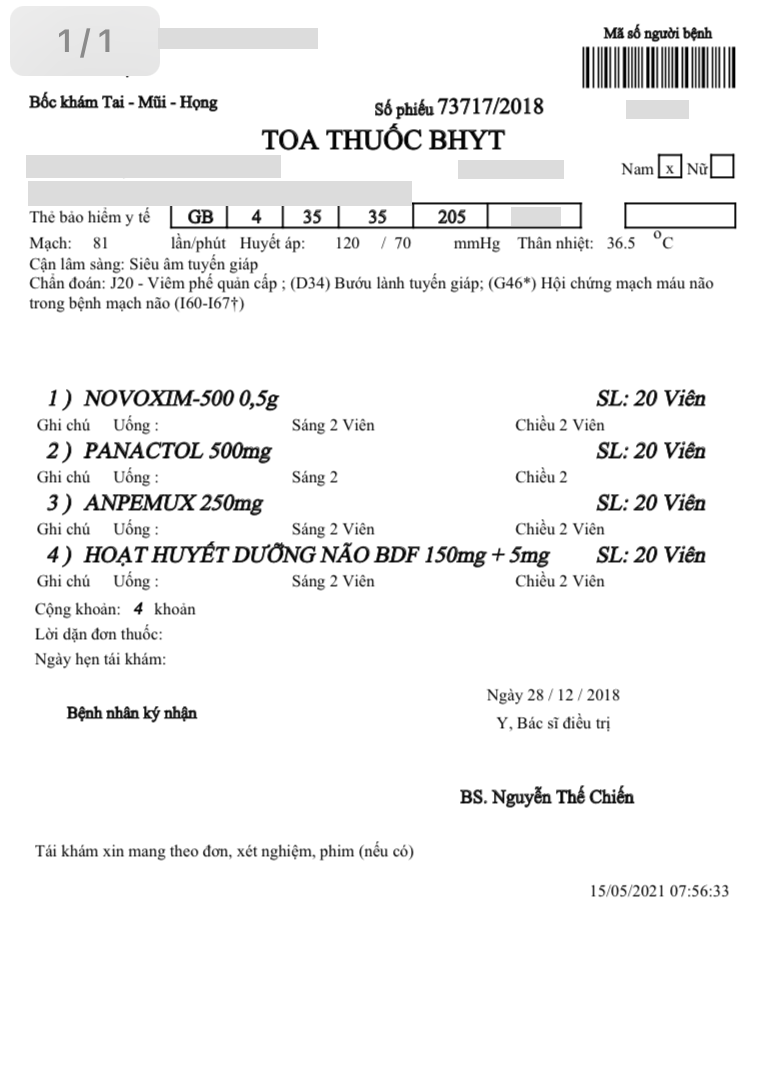 1/1
Mã số người bệnh
Bốc khám Tai - Mũi - Họng
Số phiếu 73717/2018
TOA THUỐC BHYT
Nam x Nữ
Thẻ bảo hiểm y tế GB 4 35 35 205
Mạch: 81 lần/phút Huyết áp: 120 / 70 mmHg Thân nhiệt: 36.5 °C
Cận lâm sàng: Siêu âm tuyến giáp
Chẩn đoán: J20 - Viêm phế quản cấp ; (D34) Bướu lành tuyến giáp; (G46*) Hội chứng mạch máu não
trong bệnh mạch não (I60-I67†)
1 ) NOVOXIM-500 0,5g SL: 20 Viên
Ghi chú Uống : Sáng 2 Viên Chiều 2 Viên
2 ) PANACTOL 500mg SL: 20 Viên
Ghi chú Uống : Sáng 2 Chiều 2
3 ) ANPEMUX 250mg SL: 20 Viên
Ghi chú Uống : Sáng 2 Viên Chiều 2 Viên
4 ) HOẠT HUYẾT DƯỠNG NÃO BDF 150mg + 5mg SL: 20 Viên
Ghi chú Uống : Sáng 2 Viên Chiều 2 Viên
Cộng khoản: 4 khoản
Lời dặn đơn thuốc:
Ngày hẹn tái khám:
Ngày 28 / 12 / 2018
Bệnh nhân ký nhận
Y, Bác sĩ điều trị
BS. Nguyễn Thế Chiến
Tái khám xin mang theo đơn, xét nghiệm, phim (nếu có)
15/05/2021 07:56:33